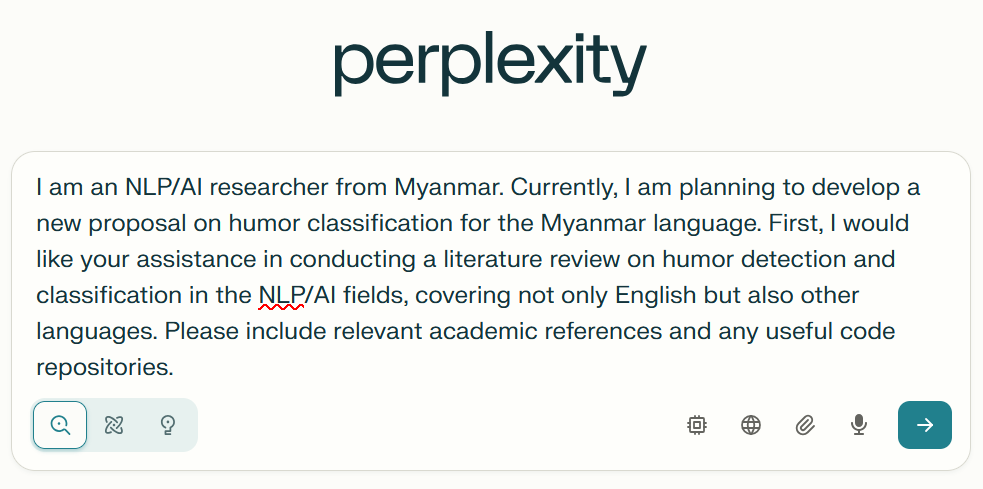 perplexity
I am an NLP/AI researcher from Myanmar. Currently, I am planning to develop a
new proposal on humor classification for the Myanmar language. First, I would
like your assistance in conducting a literature review on humor detection and
classification in the NLP/AI fields, covering not only English but also other
languages. Please include relevant academic references and any useful code
repositories.